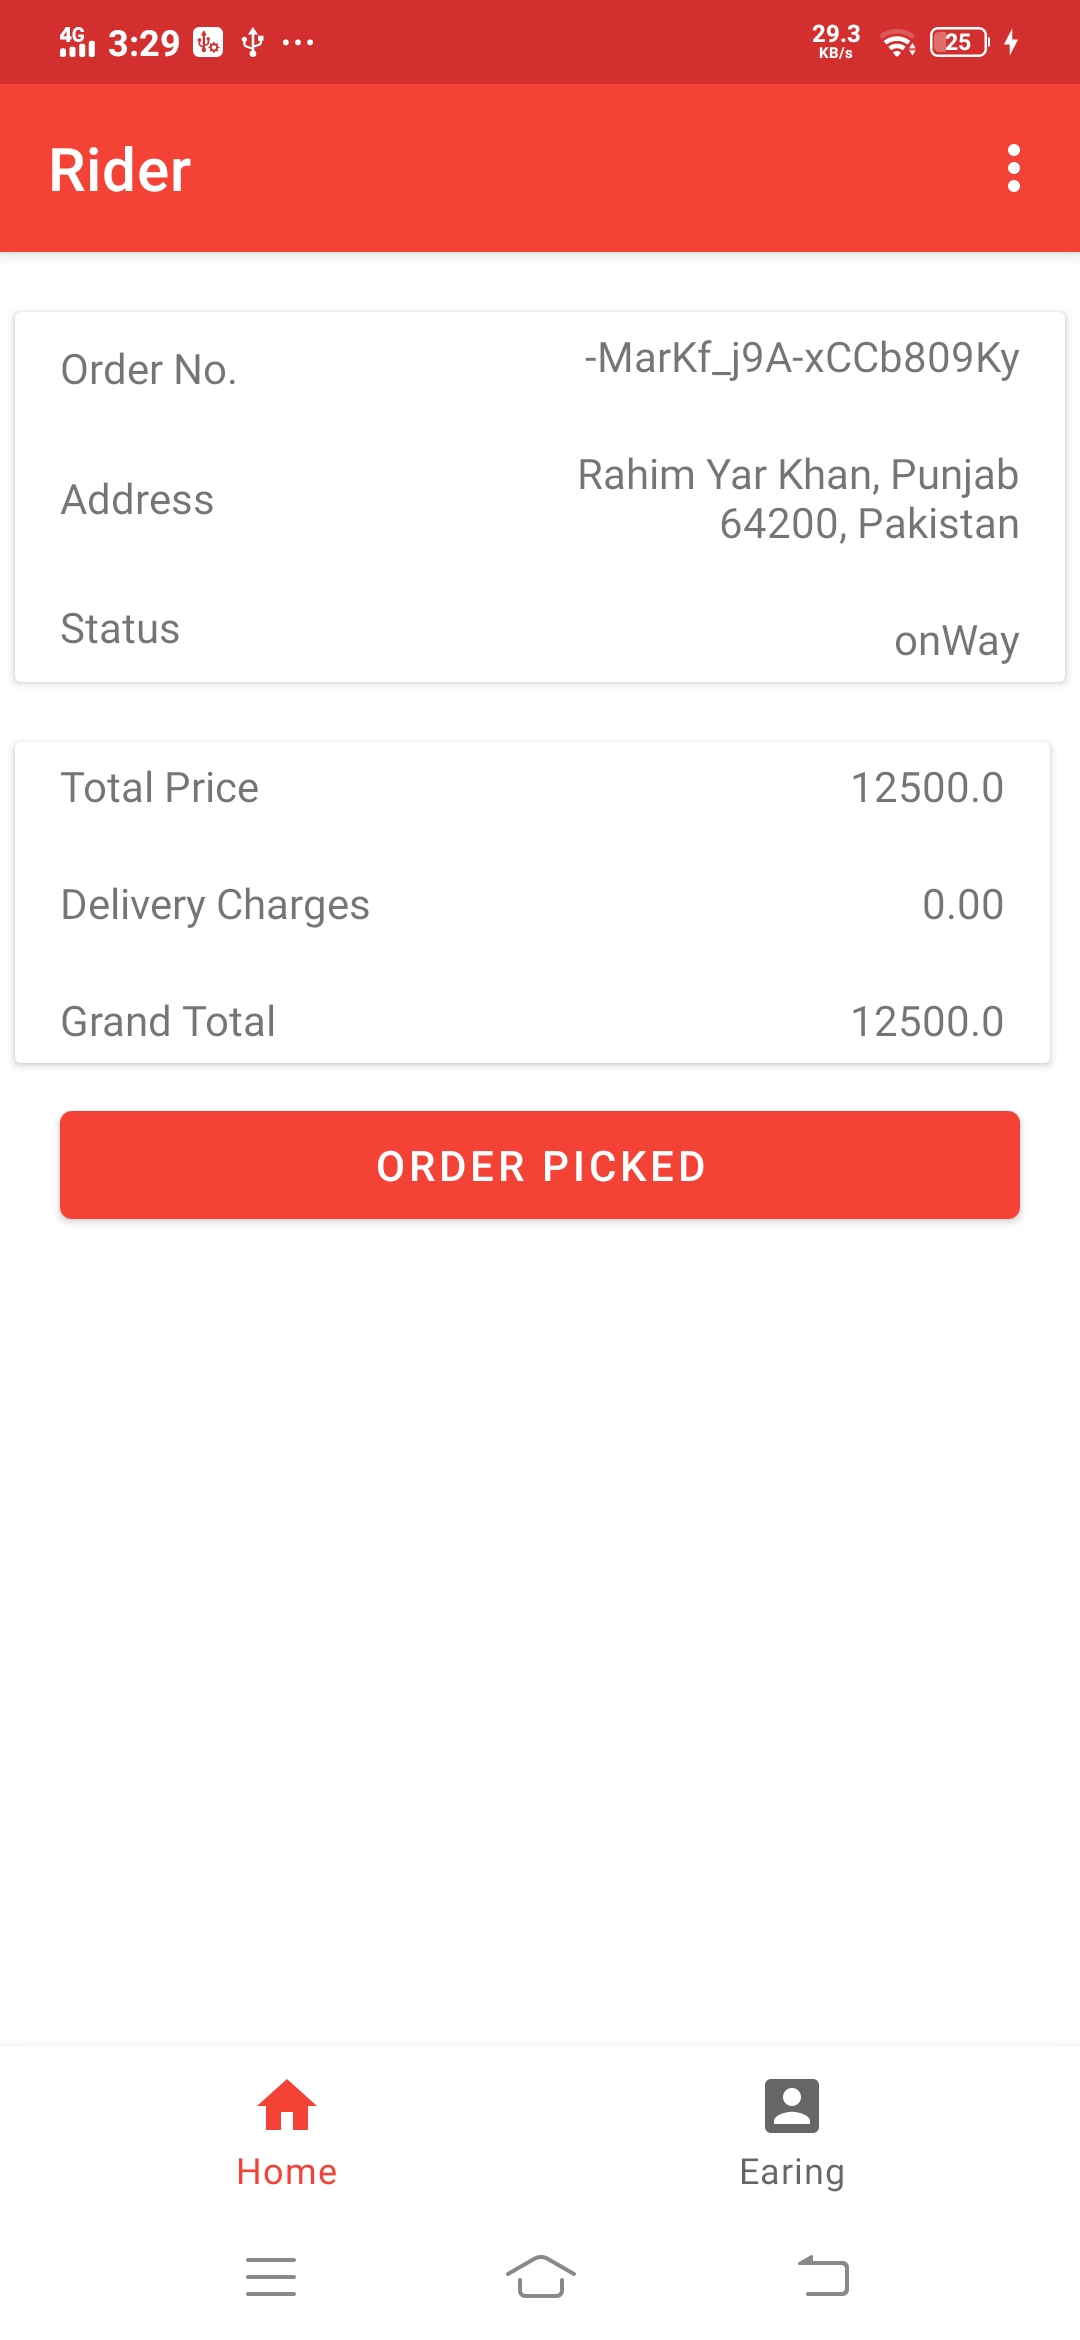 4G 3:29 29.3 KB/s 25
Rider
Order No. -MarKf_j9A-xCCb809Ky
Address Rahim Yar Khan, Punjab
64200, Pakistan
Status onWay
Total Price 12500.0
Delivery Charges 0.00
Grand Total 12500.0
ORDER PICKED
Home Earing